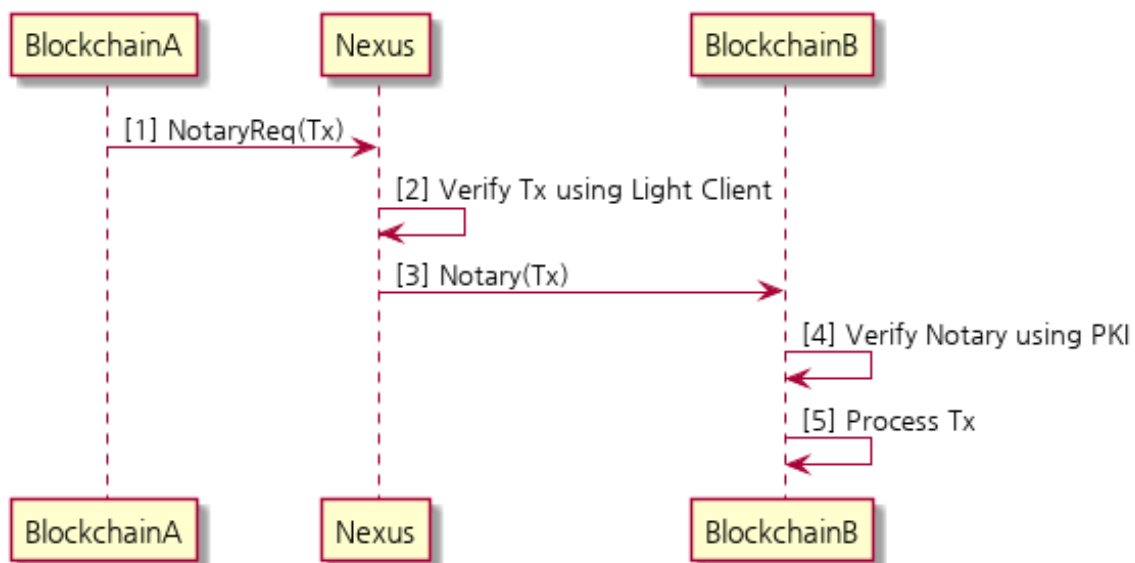 BlockchainA
Nexus
BlockchainB
[1] NotaryReq(Tx)
[2] Verify Tx using Light Client
[3] Notary(Tx)
[4] Verify Notary using PKI
[5] Process Tx
BlockchainA
Nexus
BlockchainB